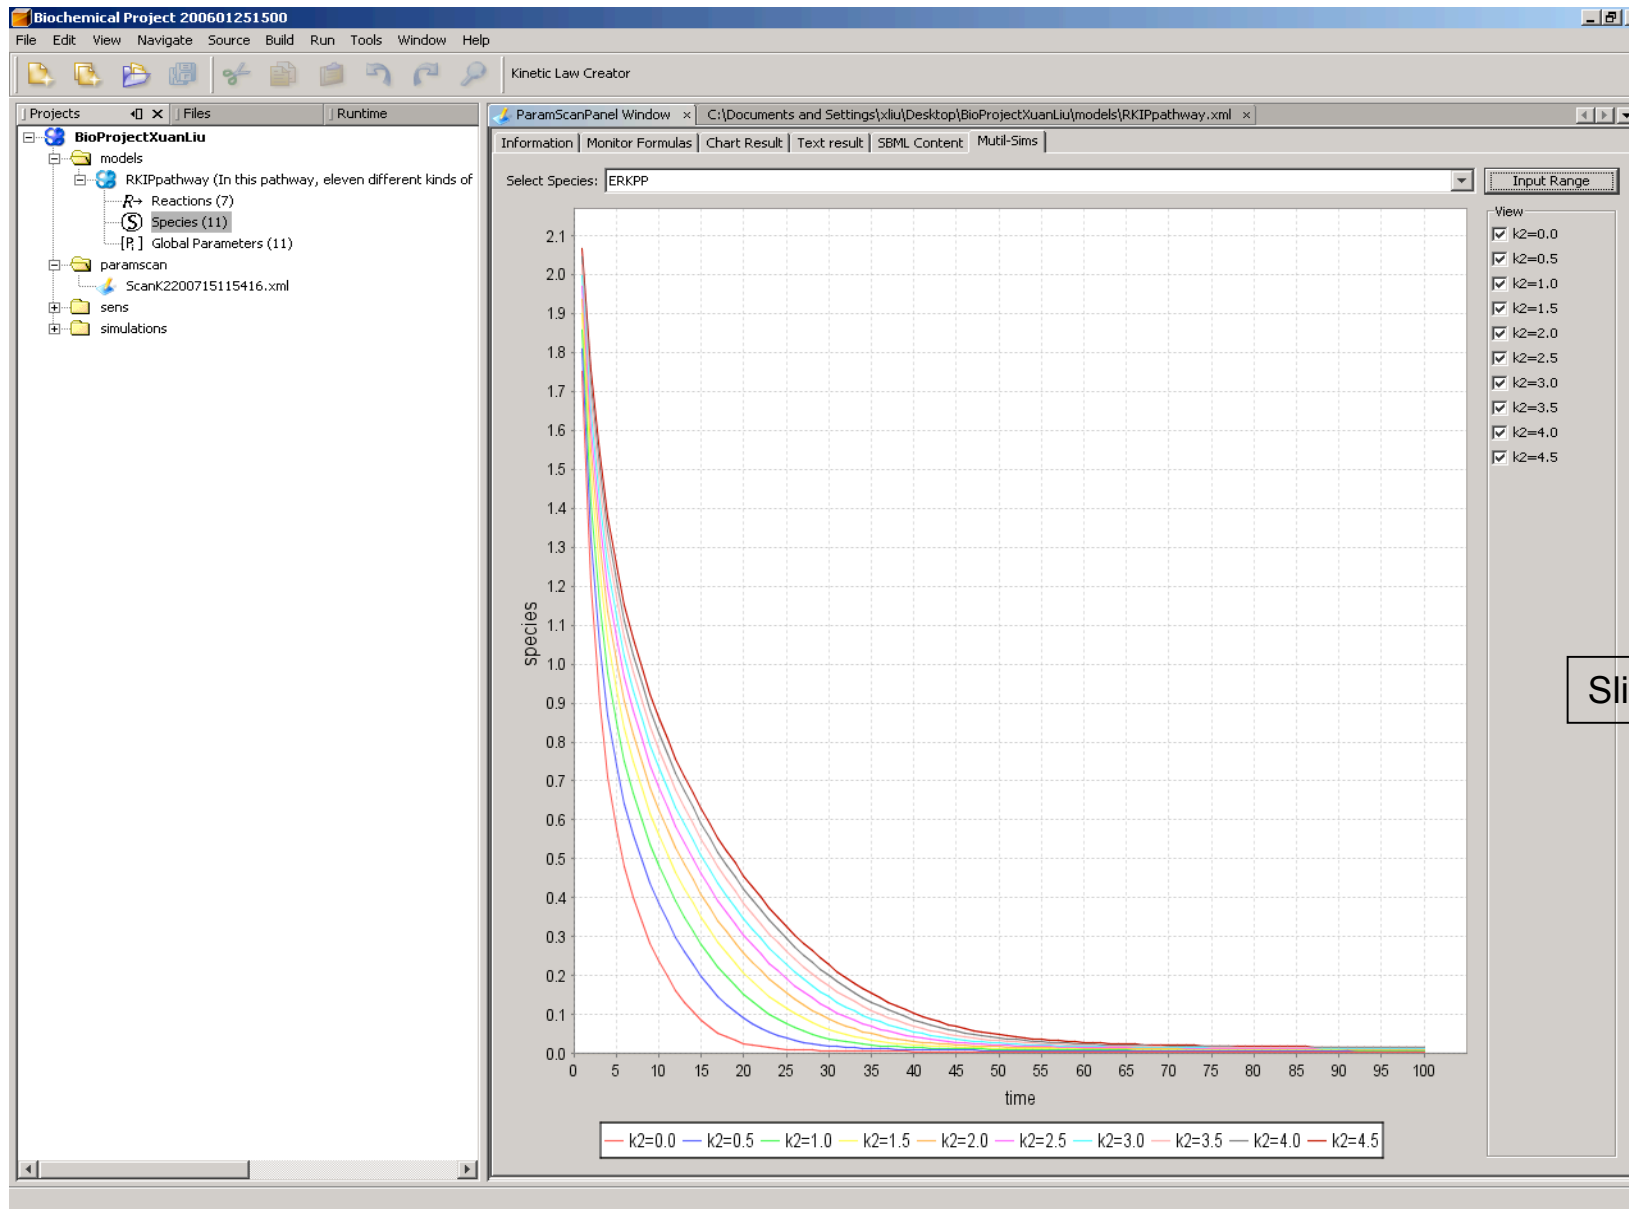 Biochemical Project 200601251500
File Edit View Navigate Source Build Run Tools Window Help
Kinetic Law Creator
Projects Files Runtime
ParamScanPanel Window C:\Documents and Settings\xliu\Desktop\BioProjectXuanLiu\models\RKIPpathway.xml
BioProjectXuanLiu
models
RKIPpathway (In this pathway, eleven different kinds of
R→ Reactions (7)
S Species (11)
[P, ] Global Parameters (11)
paramscan
ScanK2200715115416.xml
sens
simulations
Information Monitor Formulas Chart Result Text result SBML Content Mutil-Sims
Select Species: ERKPP Input Range
View
k2=0.0
k2=0.5
k2=1.0
k2=1.5
k2=2.0
k2=2.5
k2=3.0
k2=3.5
k2=4.0
k2=4.5
Sli
2.1
2.0
1.9
1.8
1.7
1.6
1.5
1.4
1.3
1.2
1.1
1.0
0.9
0.8
0.7
0.6
0.5
0.4
0.3
0.2
0.1
0.0
species
0 5 10 15 20 25 30 35 40 45 50 55 60 65 70 75 80 85 90 95 100
time
k2=0.0 k2=0.5 k2=1.0 k2=1.5 k2=2.0 k2=2.5 k2=3.0 k2=3.5 k2=4.0 k2=4.5